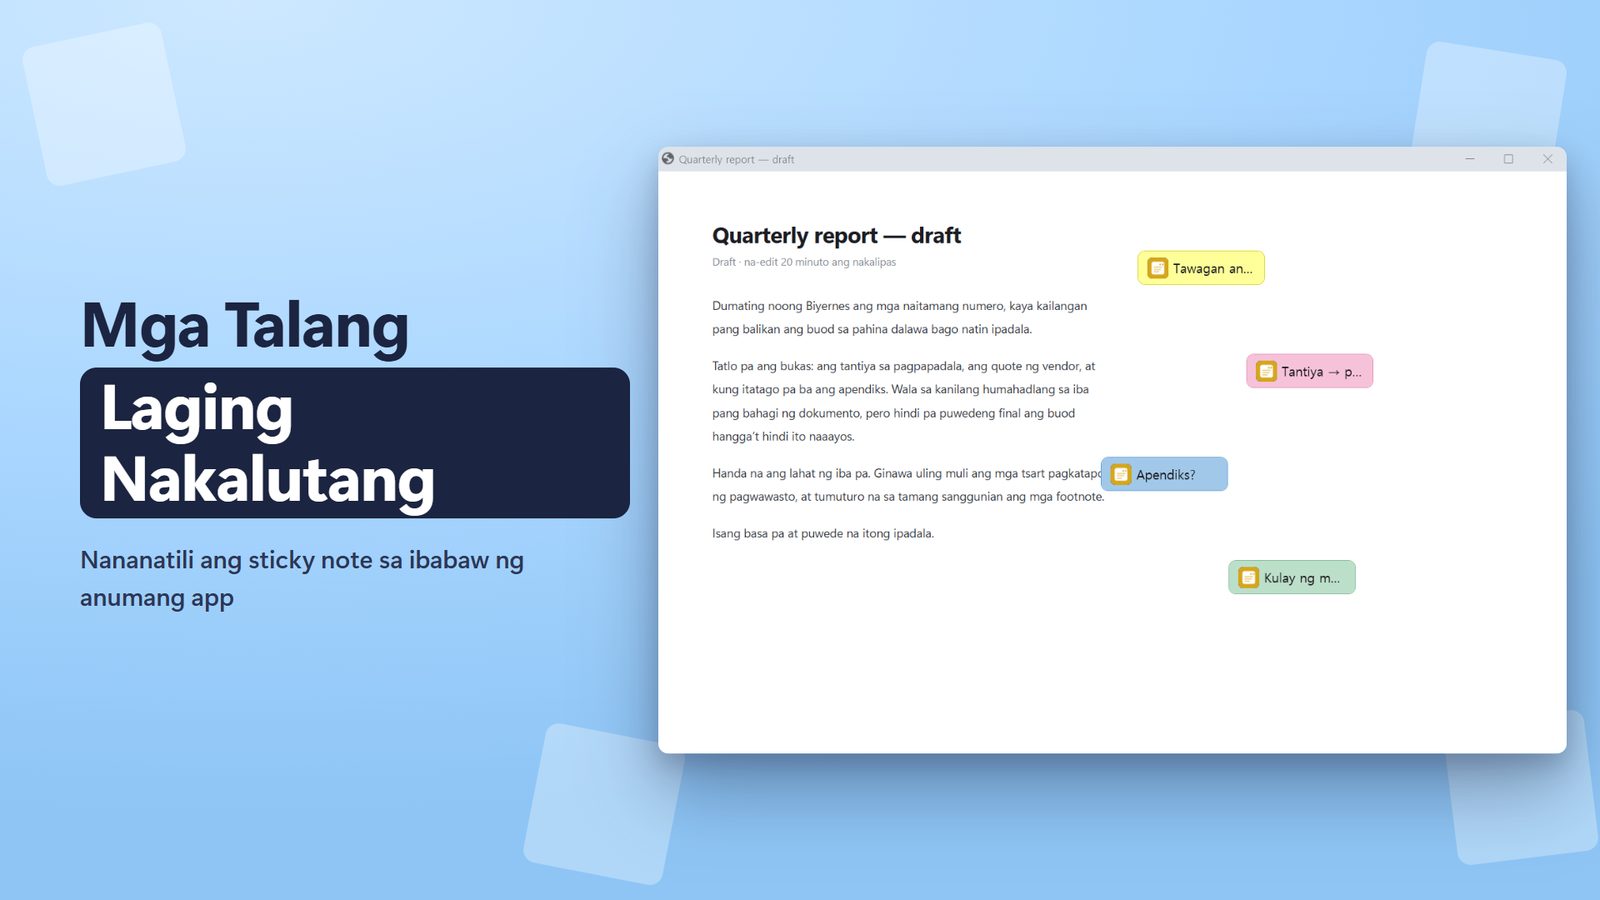 Mga Talang
Laging
Nakalutang
Nananatili ang sticky note sa ibabaw ng
anumang app
Quarterly report — draft
Quarterly report — draft
Draft · na-edit 20 minuto ang nakalipas
Dumating noong Biyernes ang mga naitamang numero, kaya kailangan
pang balikan ang buod sa pahina dalawa bago natin ipadala.
Tatlo pa ang bukas: ang tantiya sa pagpapadala, ang quote ng vendor, at
kung itatago pa ba ang apendiks. Wala sa kanilang humahadlang sa iba
pang bahagi ng dokumento, pero hindi pa puwedeng final ang buod
hangga't hindi ito naaayos.
Handa na ang lahat ng iba pa. Ginawa uling muli ang mga tsart pagkatapo
ng pagwawasto, at tumuturo na sa tamang sanggunian ang mga footnote.
Isang basa pa at puwede na itong ipadala.
Tawagan an...
Tantiya → p...
Apendiks?
Kulay ng m...